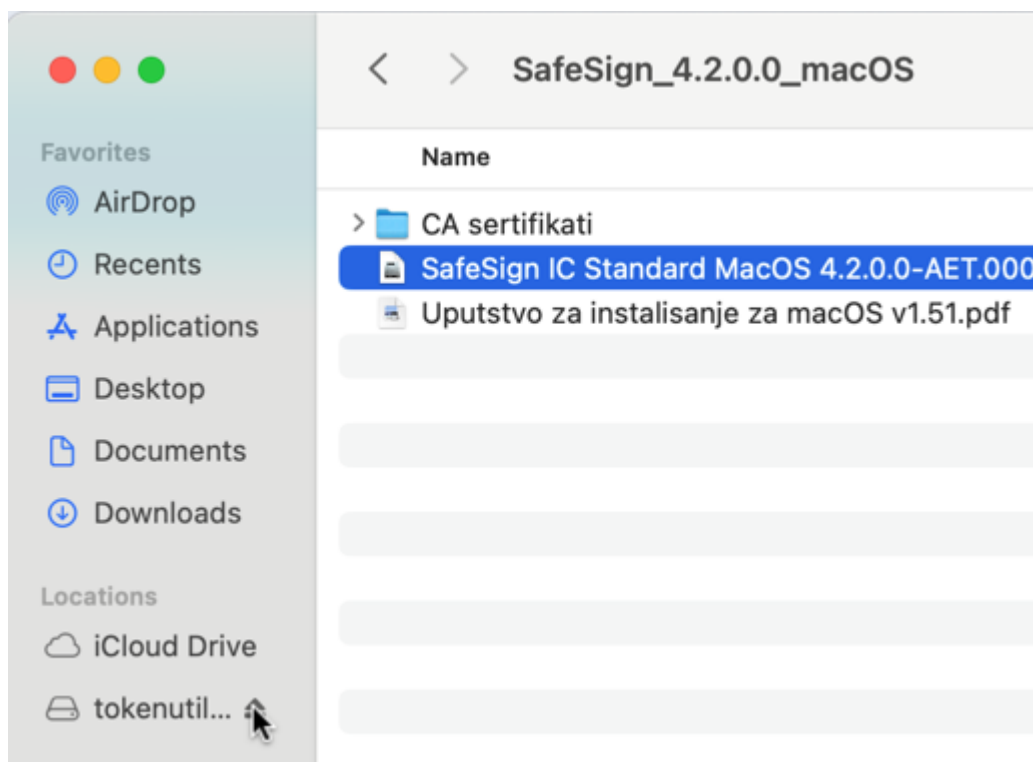 SafeSign_4.2.0.0_macOS
Favorites
AirDrop
Recents
Applications
Desktop
Documents
Downloads
Locations
iCloud Drive
tokenutil...
Name
CA sertifikati
SafeSign IC Standard MacOS 4.2.0.0-AET.000
Uputstvo za instalisanje za macOS v1.51.pdf